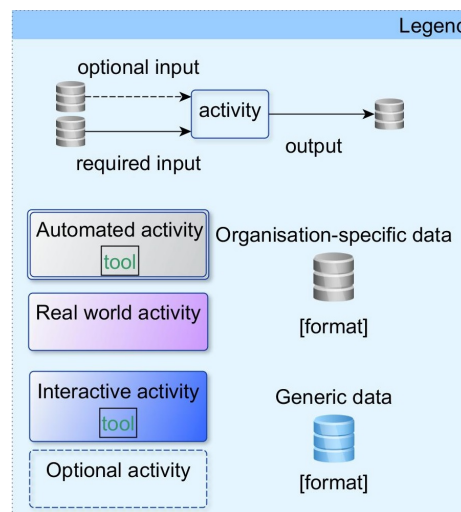 Legend
optional input
activity
output
required input
Automated activity
tool
Organisation-specific data
[format]
Real world activity
Interactive activity
tool
Generic data
[format]
Optional activity